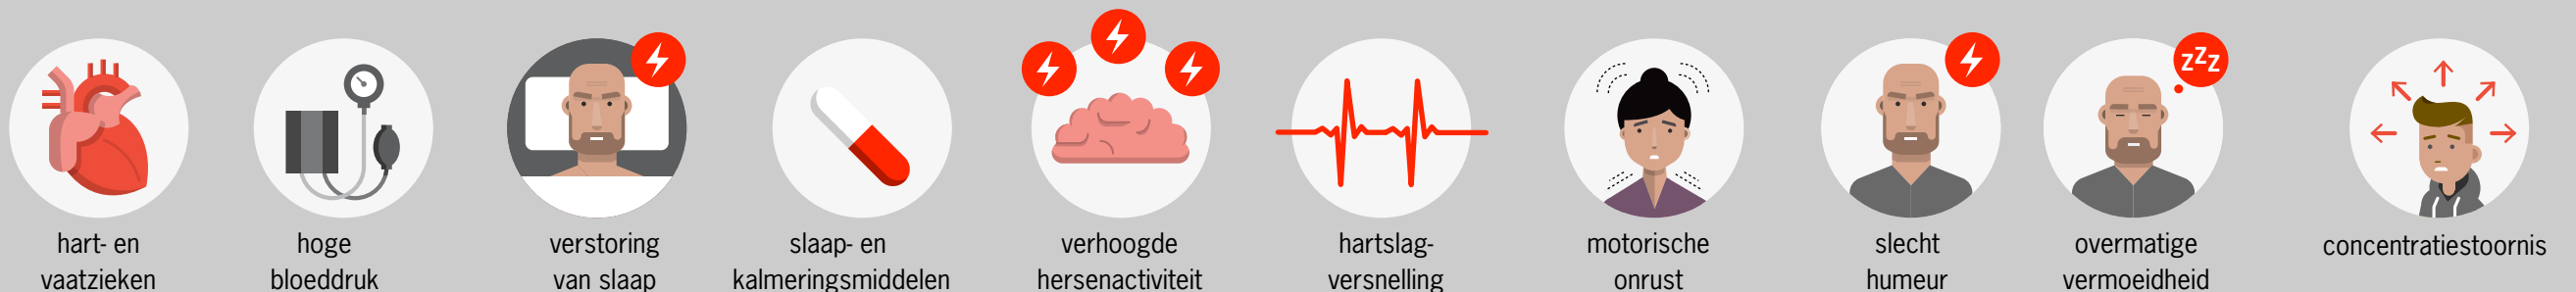 zzz
hart- en
vaatzieken
hoge
bloeddruk
verstoring
van slaap
slaap- en
kalmeringsmiddelen
verhoogde
hersenactiviteit
hartslag-
versnelling
motorische
onrust
slecht
humeur
overmatige
vermoeidheid
concentratiestoornis